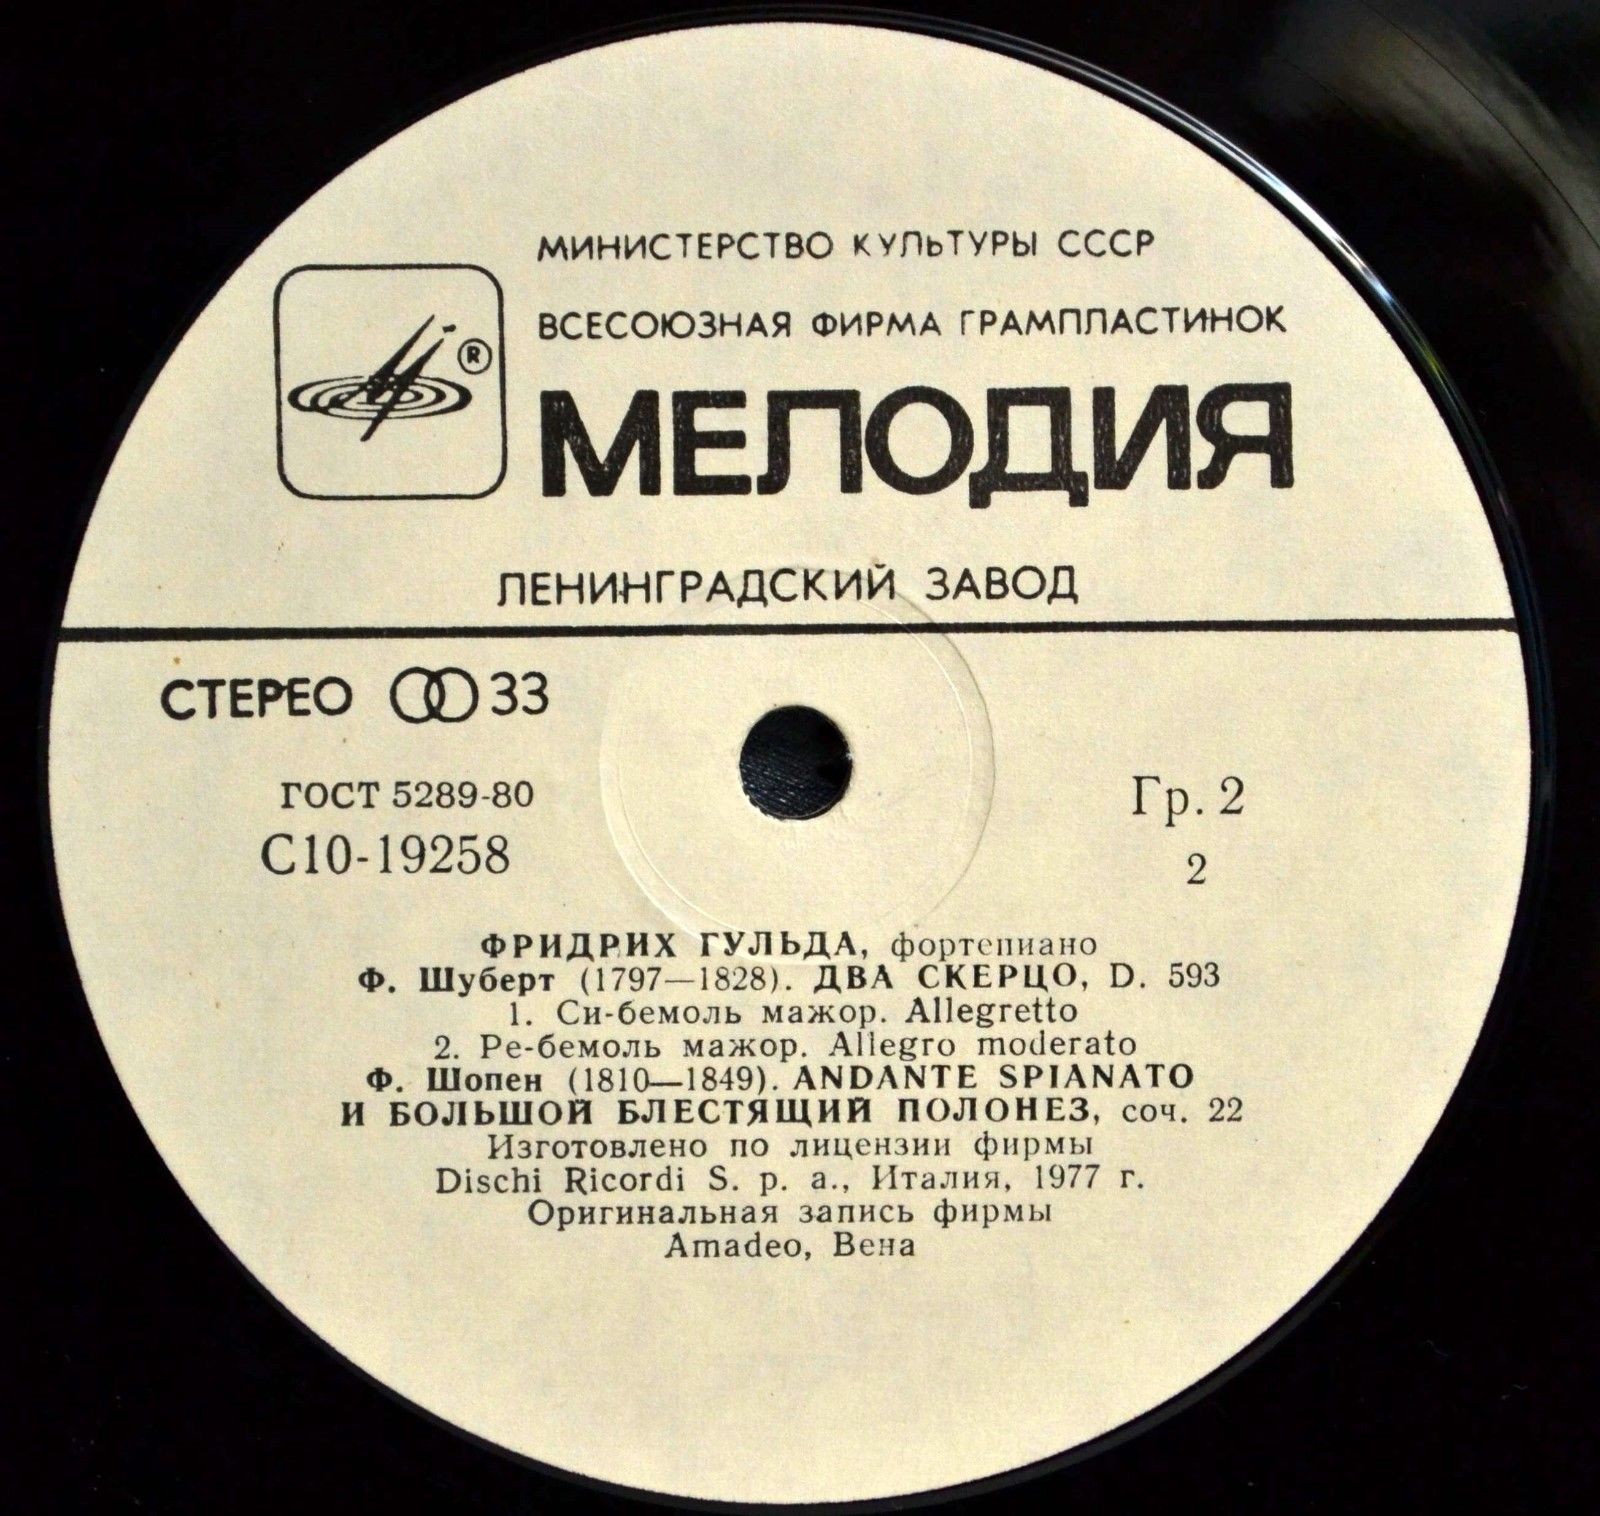 МИНИСТЕРСТВО КУЛЬТУРЫ СССР
ВСЕСОЮЗНАЯ ФИРМА ГРАМПЛАСТИНОК
®
МЕЛОДИЯ
ЛЕНИНГРАДСКИЙ ЗАВОД
СТЕРЕО 33
ГОСТ 5289-80
Гр. 2
С10-19258
2
ФРИДРИХ ГУЛЬДА, фортепиано
Ф. Шуберт (1797—1828). ДВА СКЕРЦО, D. 593
1. Си-бемоль мажор. Allegretto
2. Ре-бемоль мажор. Allegro moderato
Ф. Шопен (1810—1849). ANDANTE SPIANATO
И БОЛЬШОЙ БЛЕСТЯЩИЙ ПОЛОНЕЗ, соч. 22
Изготовлено по лицензии фирмы
Dischi Ricordi S. p. a., Италия, 1977 г.
Оригинальная запись фирмы
Amadeo, Вена